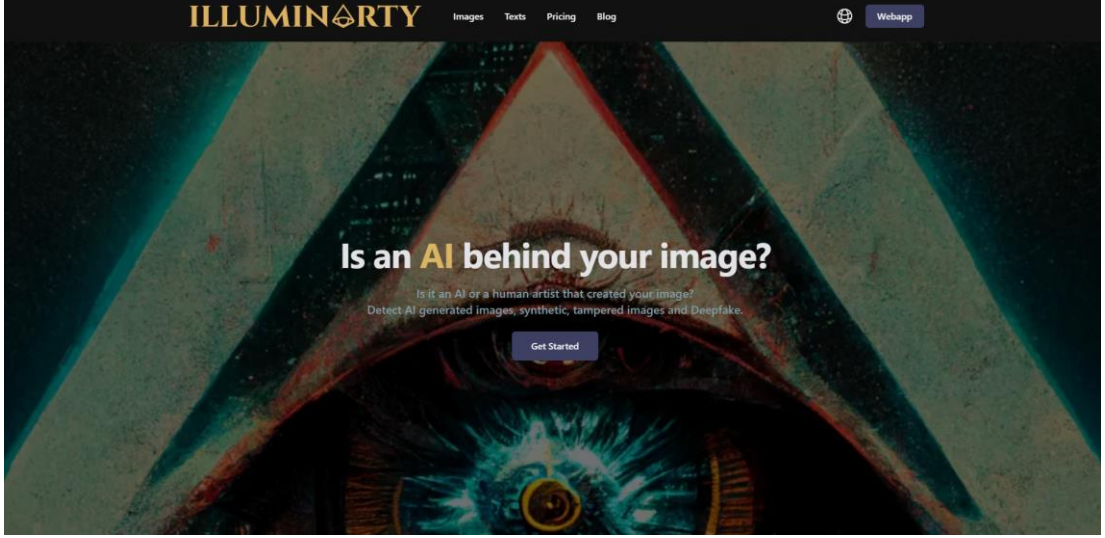 ILLUMINARTY Images Texts Pricing Blog Webapp
Is an AI behind your image?
Is it an AI or a human artist that created your image?
Detect AI generated images, synthetic, tampered images and Deepfake.
Get Started